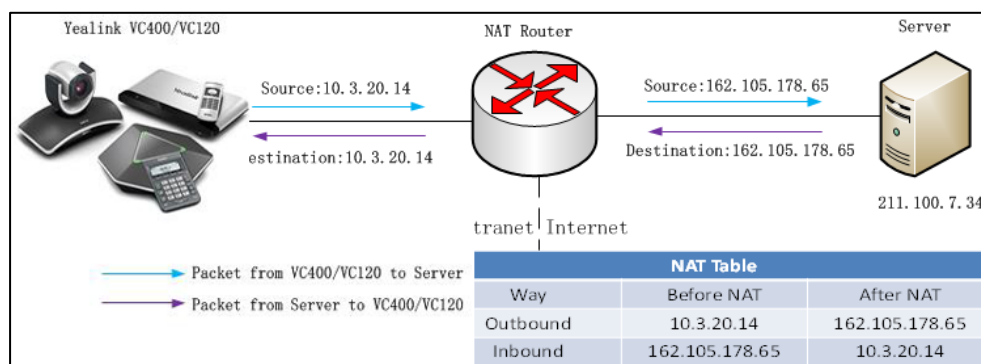 Yealink VC400/VC120
NAT Router
Server
Source:10.3.20.14
Source:162.105.178.65
estination:10.3.20.14
Destination:162.105.178.65
211.100.7.34
tranet Internet
Packet from VC400/VC120 to Server
Packet from Server to VC400/VC120
NAT Table
Way Before NAT After NAT
Outbound 10.3.20.14 162.105.178.65
Inbound 162.105.178.65 10.3.20.14